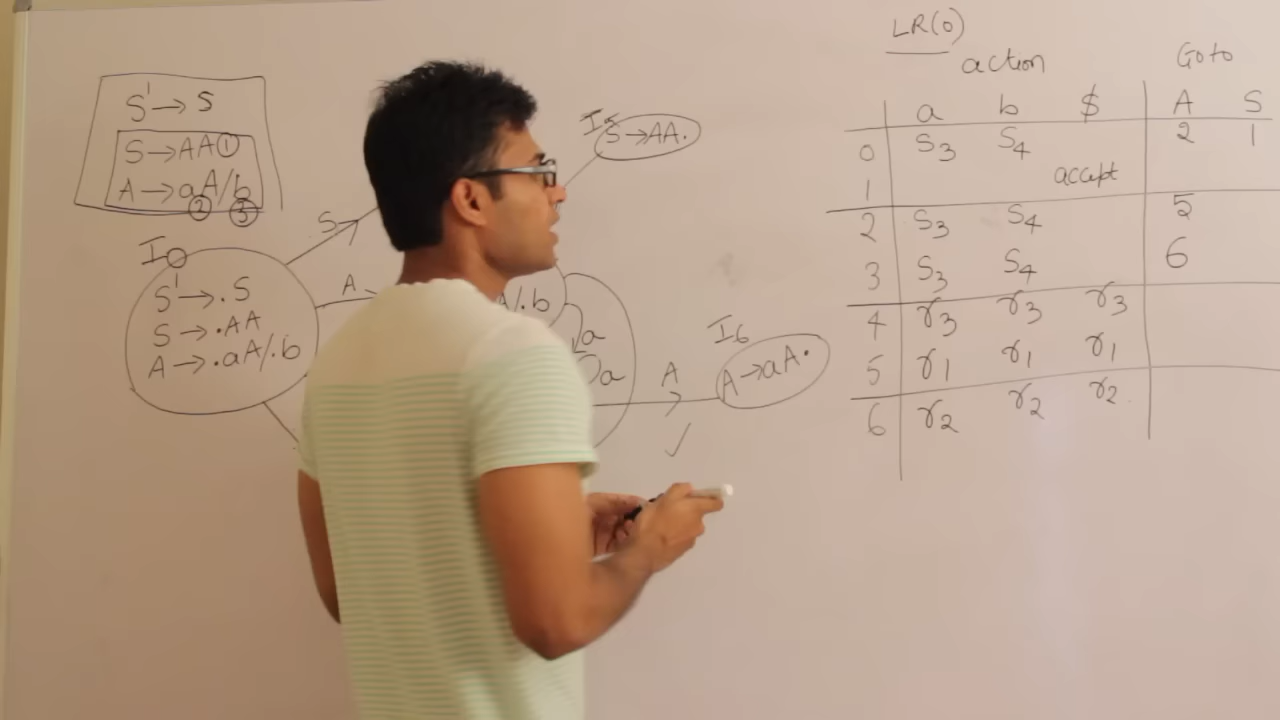 S' → S
S → AA ①
A → aA/b
② ③
I0
S' → .S
S → .AA
A → .aA/.b
S
A
S → AA.
/.b
a
a
A
I6
A → aA.
LR(0)
action Goto
a b $ A S
0 S3 S4 2 1
1 accept
2 S3 S4 5
3 S3 S4 6
4 r3 r3 r3
5 r1 r1 r1
6 r2 r2 r2